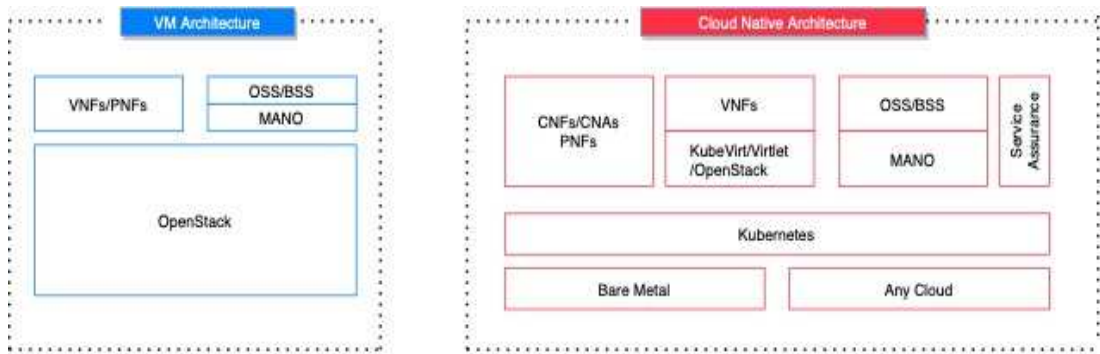 VM Architecture
VNFs/PNFs
OSS/BSS
MANO
OpenStack
Cloud Native Architecture
CNFs/CNAs
PNFs
VNFs
KubeVirt/Virtlet
/OpenStack
OSS/BSS
MANO
Service
Assurance
Kubernetes
Bare Metal
Any Cloud